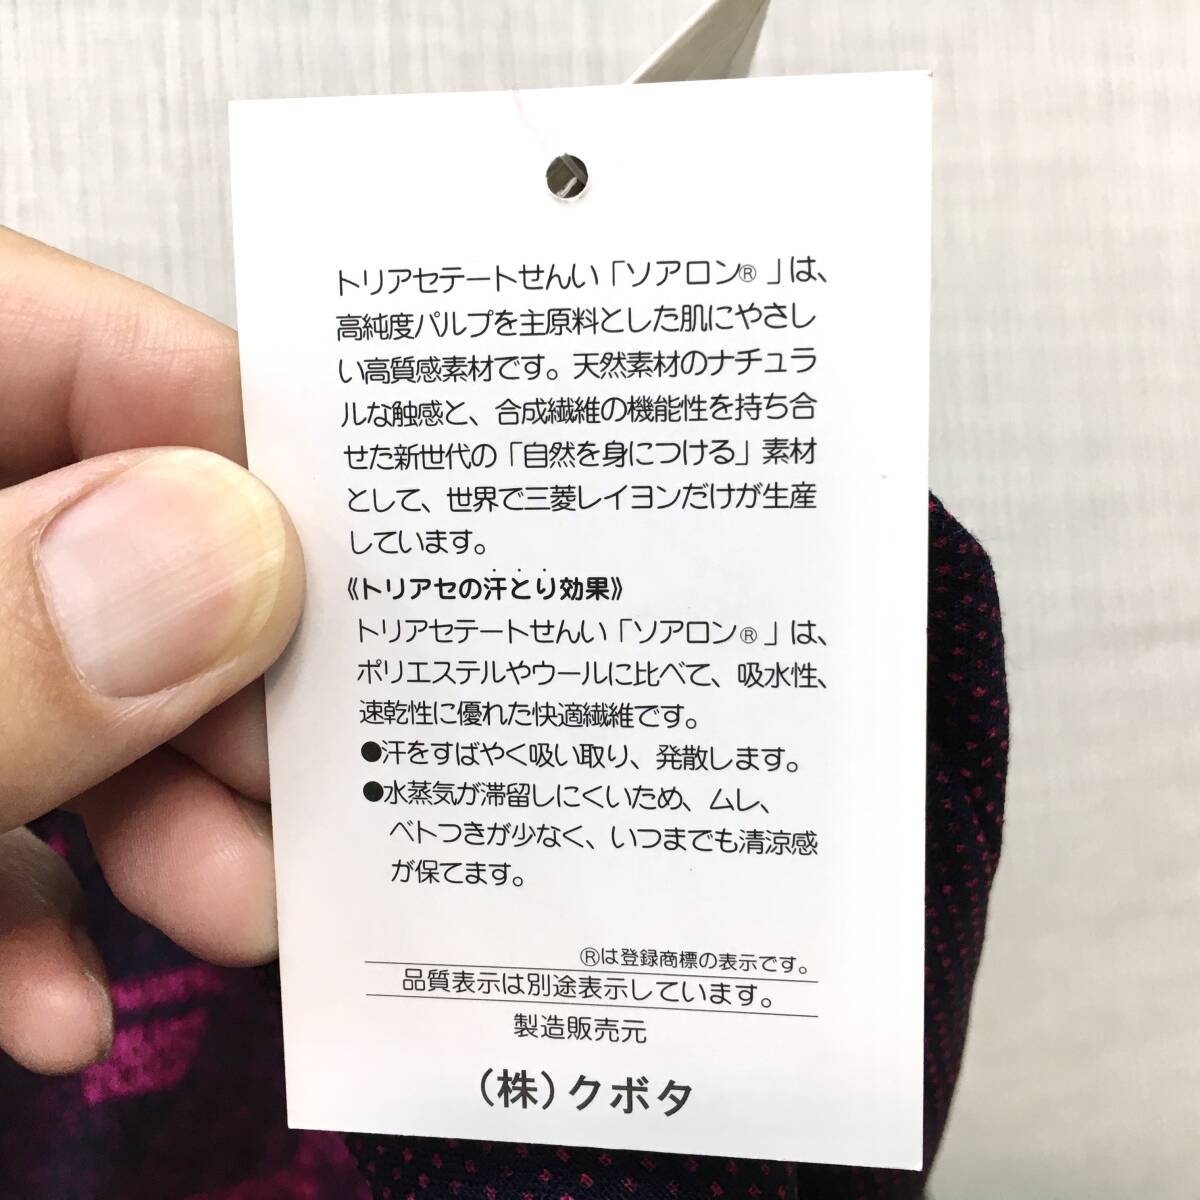 トリアセテートせんい「ソアロン® 」は、
高純度パルプを主原料とした肌にやさし
い高質感素材です。天然素材のナチュラ
ルな触感と、合成繊維の機能性を持ち合
せた新世代の「自然を身につける」素材
として、世界で三菱レイヨンだけが生産
しています。
《トリアセの汗とり効果》
トリアセテートせんい「ソアロン® 」は、
ポリエステルやウールに比べて、吸水性、
速乾性に優れた快適繊維です。
●汗をすばやく吸い取り、発散します。
●水蒸気が滞留しにくいため、ムレ、
ベトつきが少なく、いつまでも清涼感
が保てます。
®は登録商標の表示です。
品質表示は別途表示しています。
製造販売元
(株)クボタ